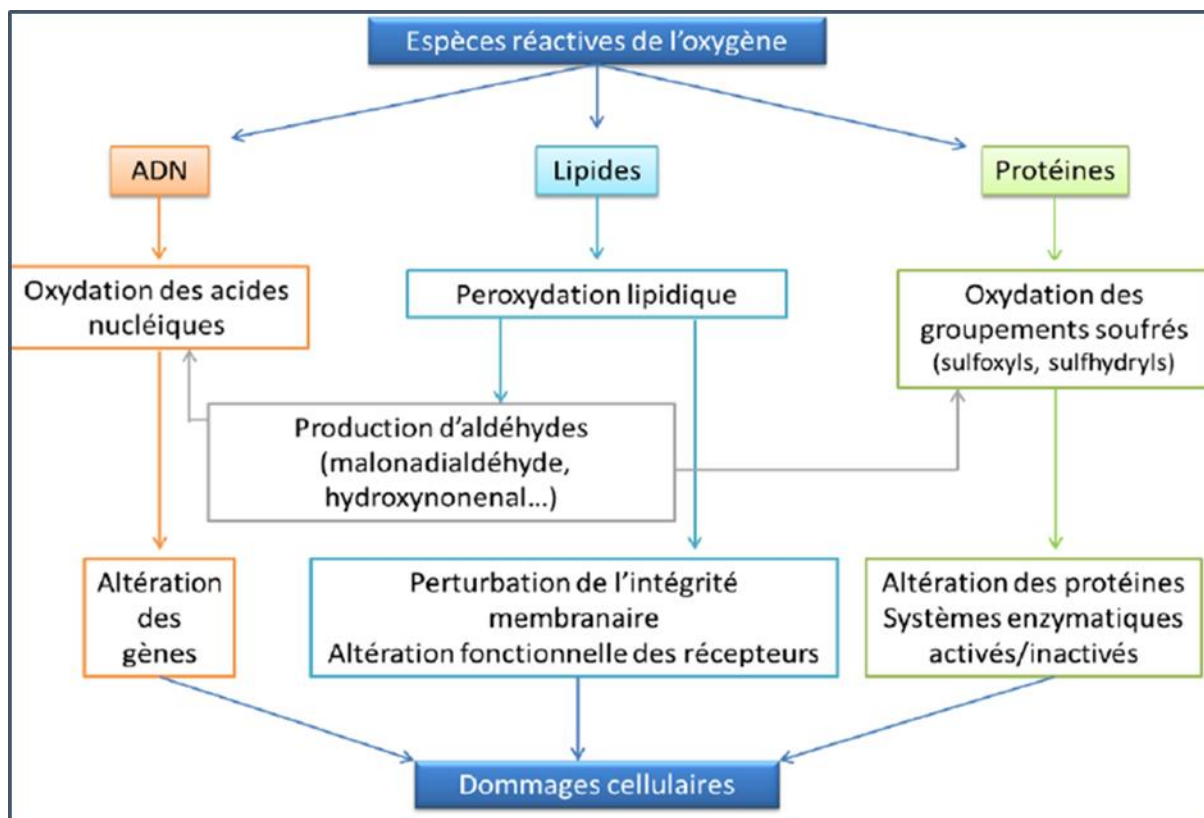 Espèces réactives de l'oxygène
ADN
Lipides
Protéines
Oxydation des acides
nucléiques
Peroxydation lipidique
Oxydation des
groupements soufrés
(sulfoxyls, sulfhydryls)
Production d'aldéhydes
(malonadialdéhyde,
hydroxynonenal...)
Altération
des
gènes
Perturbation de l'intégrité
membranaire
Altération fonctionnelle des récepteurs
Altération des protéines
Systèmes enzymatiques
activés/inactivés
Dommages cellulaires